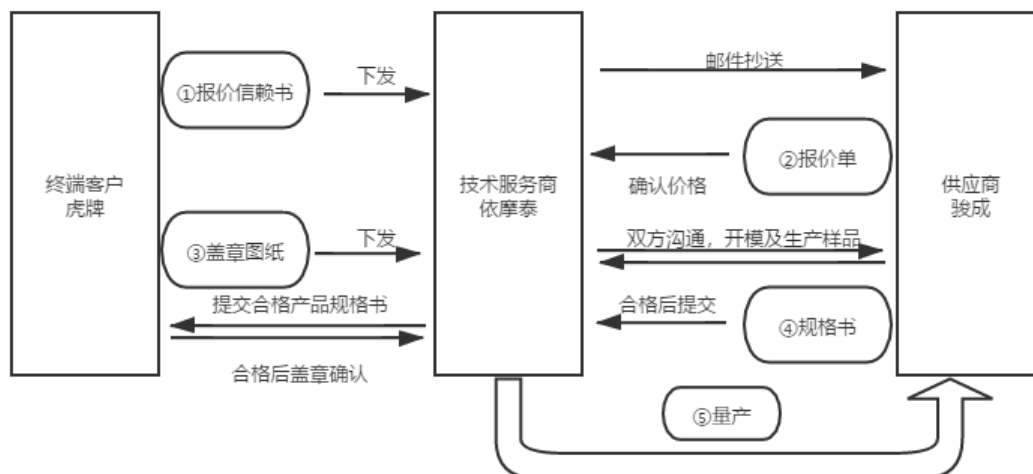 ①报价信赖书
下发
邮件抄送
②报价单
确认价格
终端客户
虎牌
技术服务商
依摩泰
供应商
骏成
③盖章图纸
下发
双方沟通，开模及生产样品
提交合格产品规格书
合格后提交
④规格书
合格后盖章确认
⑤量产